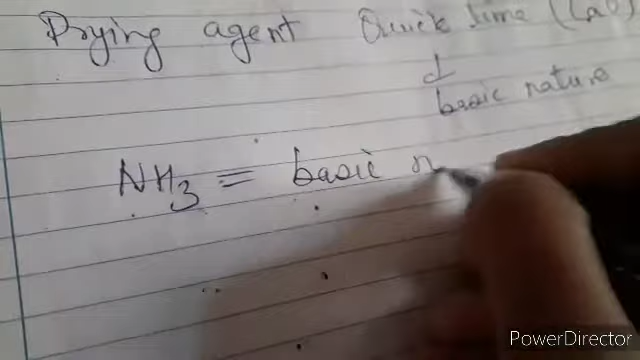 Drying agent Quick lime (CaO)
↓
basic nature
NH3 = basic n
PowerDirector